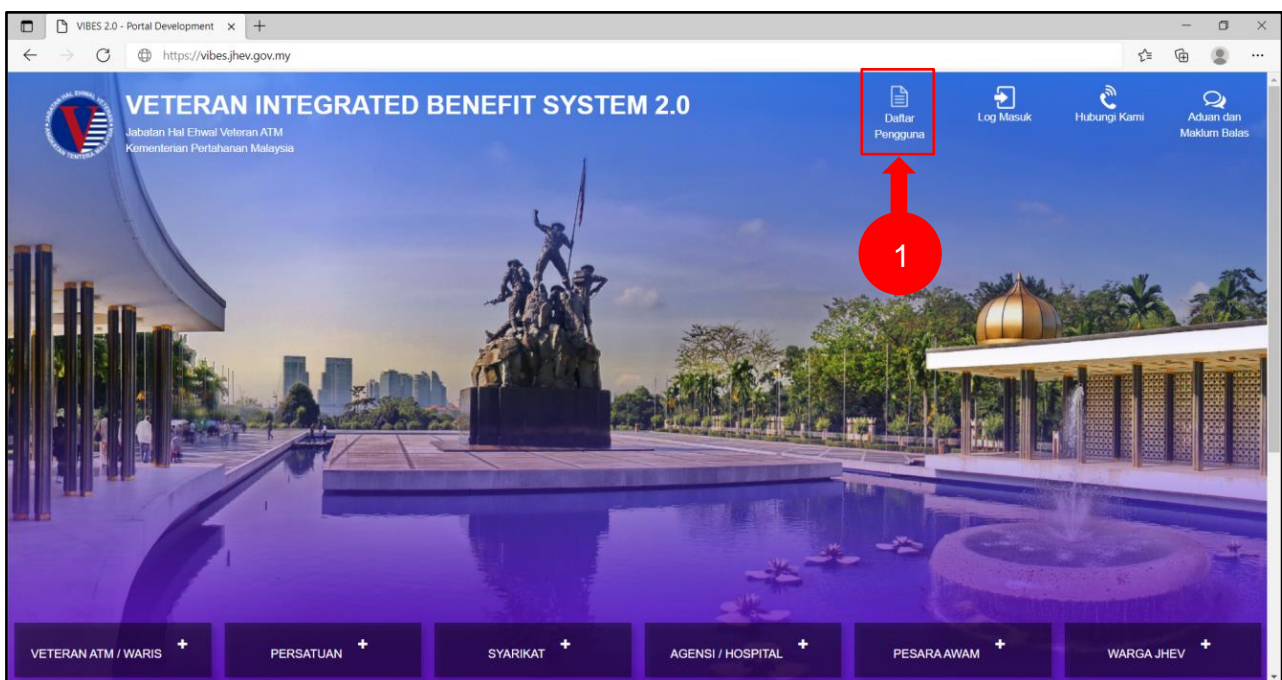 VIBES 2.0 - Portal Development
https://vibes.jhev.gov.my
VETERAN INTEGRATED BENEFIT SYSTEM 2.0
Jabatan Hal Ehwal Veteran ATM
Kementerian Pertahanan Malaysia
Daftar
Pengguna
Log Masuk
Hubungi Kami
Aduan dan
Maklum Balas
1
VETERAN ATM / WARIS +
PERSATUAN +
SYARIKAT +
AGENSI / HOSPITAL +
PESARA AWAM +
WARGA JHEV +